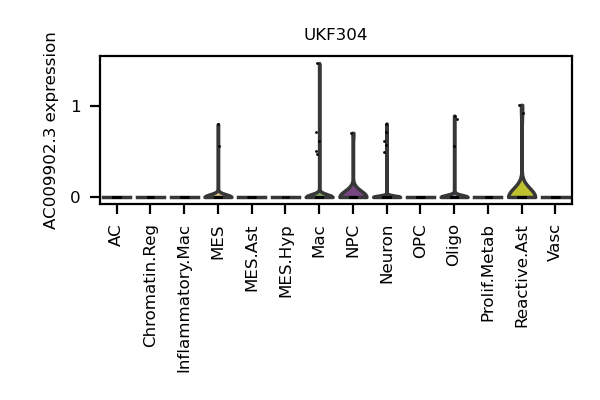 UKF304
AC009902.3 expression
1
0
AC
Chromatin.Reg
Inflammatory.Mac
MES
MES.Ast
MES.Hyp
Mac
NPC
Neuron
OPC
Oligo
Prolif.Metab
Reactive.Ast
Vasc